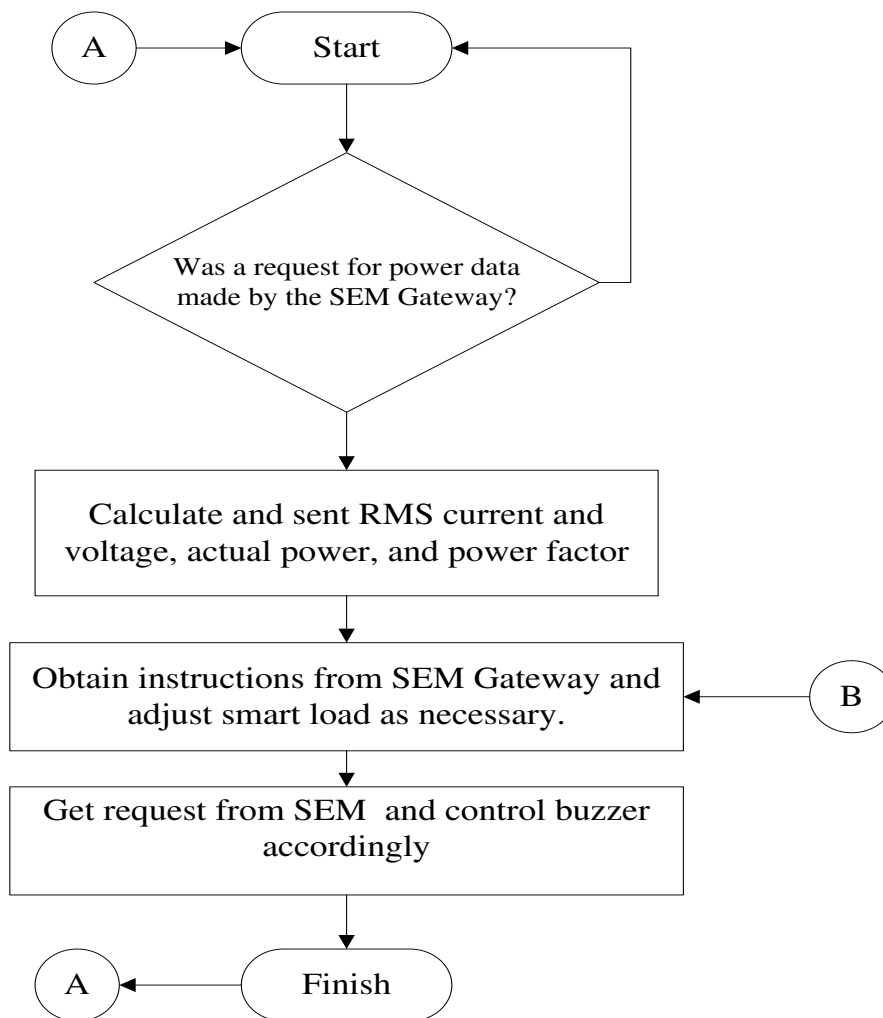 A
Start
Was a request for power data
made by the SEM Gateway?
Calculate and sent RMS current and
voltage, actual power, and power factor
Obtain instructions from SEM Gateway and
adjust smart load as necessary.
B
Get request from SEM  and control buzzer
accordingly
A
Finish